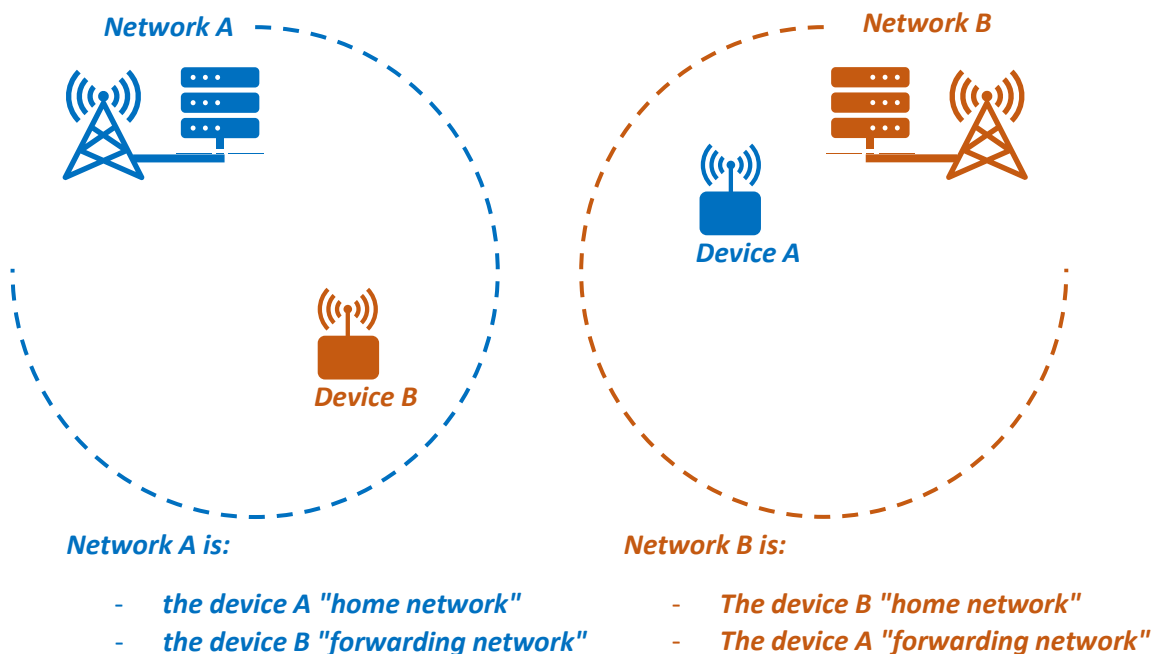 Network A
Network B
Device A
Device B
Network A is:
- the device A "home network"
- the device B "forwarding network"
Network B is:
- The device B "home network"
- The device A "forwarding network"